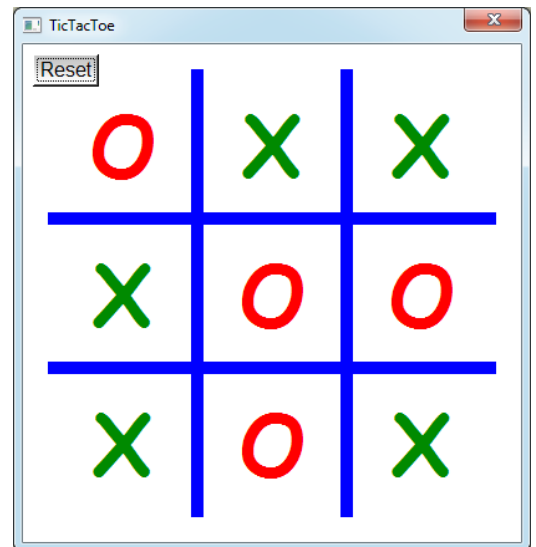 TicTacToe
Reset
O X X
X O O
X O X